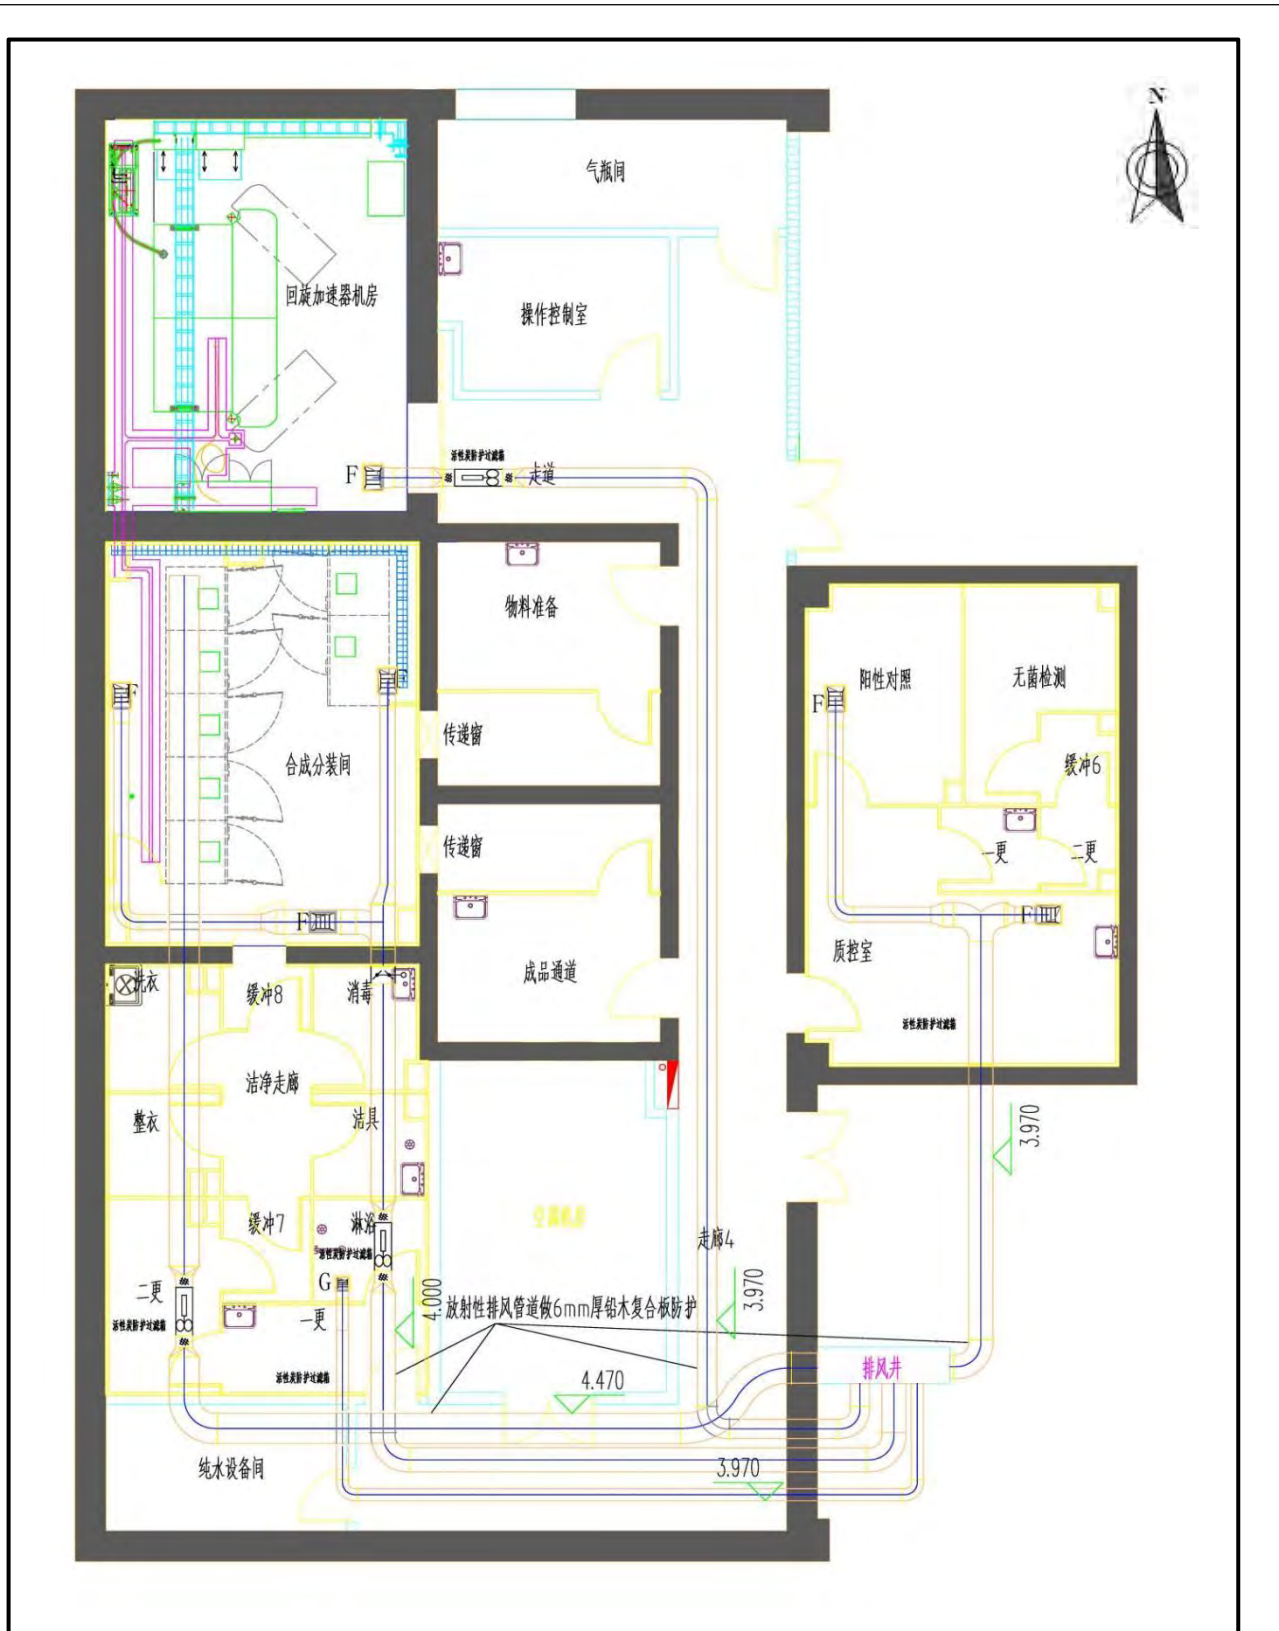 N
气瓶间
操作控制室
回旋加速器机房
活性炭防护过滤箱
F
走道
物料准备
F
F
阳性对照
无菌检测
F
传递窗
合成分装间
缓冲6
传递窗
一更
二更
F
F
质控室
成品通道
洗衣
缓冲8
消毒
活性炭防护过滤箱
洁净走廊
整衣
洁具
3.970
缓冲7
淋浴
空调机房
走廊4
活性炭防护过滤箱
G
二更
4.000
3.970
放射性排风管道做6mm厚铅木复合板防护
活性炭防护过滤箱
一更
排风井
活性炭防护过滤箱
4.470
纯水设备间
3.970